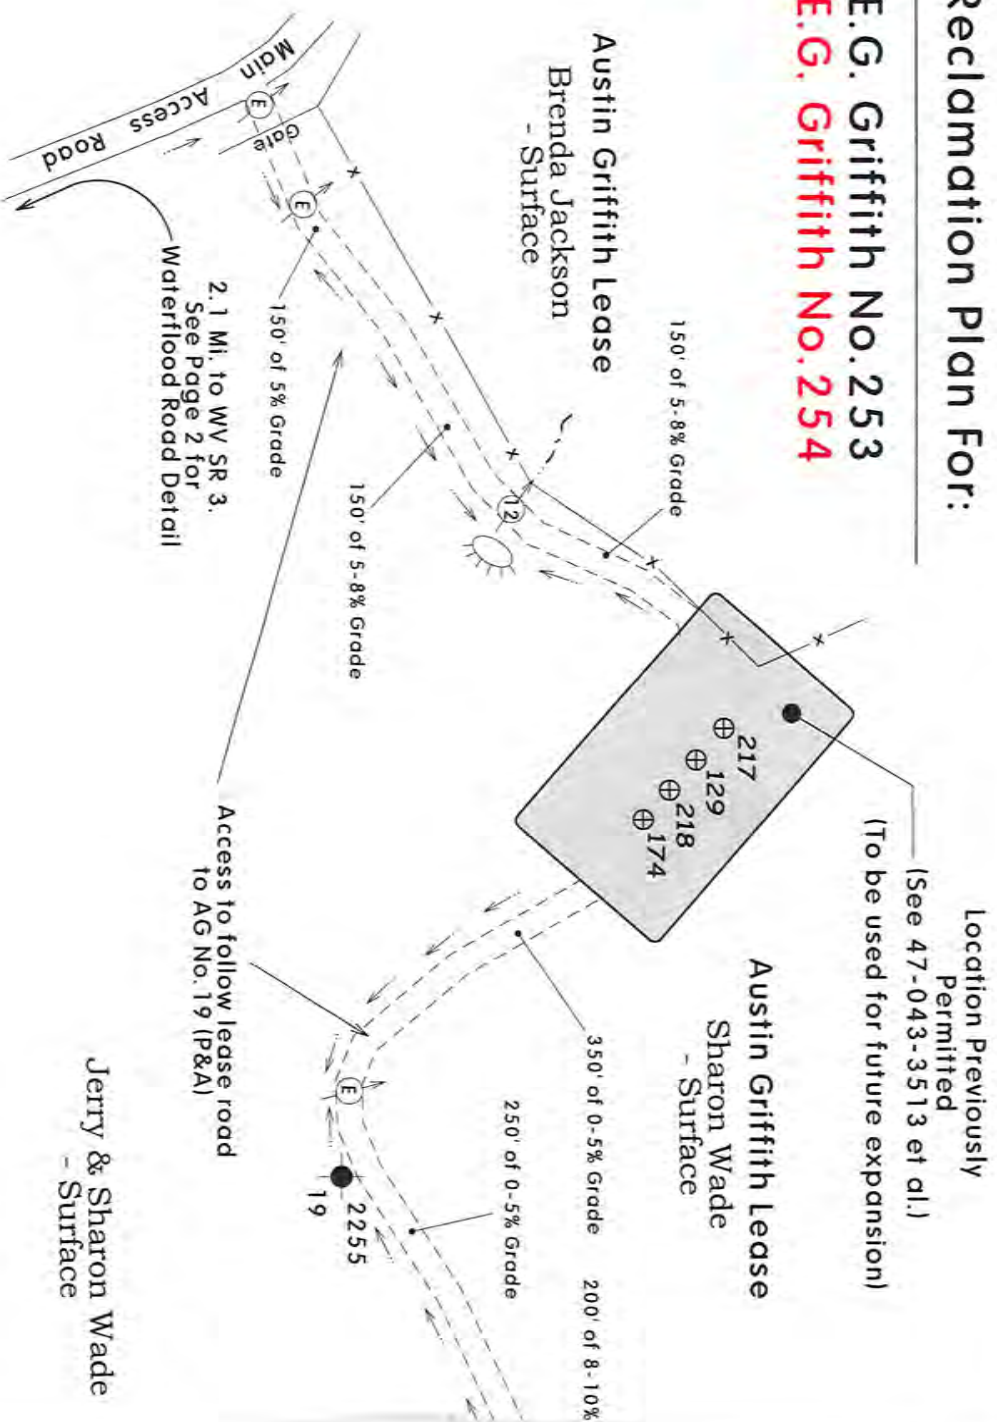 Reclamation Plan For:
E.G. Griffith No. 253
E.G. Griffith No. 254
Location Previously
Permitted
(See 47-043-3513 et al.)
(To be used for future expansion)
Austin Griffith Lease
Brenda Jackson
- Surface
150' of 5-8% Grade
217
129
218
174
Austin Griffith Lease
Sharon Wade
- Surface
Main Access Road
E
Gate
E
12
150' of 5% Grade
150' of 5-8% Grade
2.1 Mi. to WV SR 3.
See Page 2 for
Waterflood Road Detail
350' of 0-5% Grade
200' of 8-10%
250' of 0-5% Grade
E
2255
19
Access to follow lease road
to AG No. 19 (P&A)
Jerry & Sharon Wade
- Surface